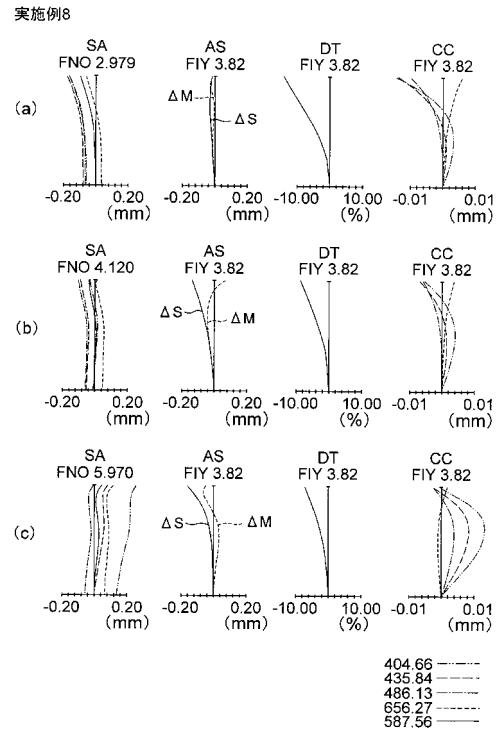 実施例8
SA AS DT CC
FNO 2.979 FIY 3.82 FIY 3.82 FIY 3.82
(a)
ΔM
ΔS
-0.20 0.20 -0.20 0.20 -10.00 10.00 -0.01 0.01
(mm) (mm) (%) (mm)
SA AS DT CC
FNO 4.120 FIY 3.82 FIY 3.82 FIY 3.82
(b)
ΔS ΔM
-0.20 0.20 -0.20 0.20 -10.00 10.00 -0.01 0.01
(mm) (mm) (%) (mm)
SA AS DT CC
FNO 5.970 FIY 3.82 FIY 3.82 FIY 3.82
(c)
ΔS ΔM
-0.20 0.20 -0.20 0.20 -10.00 10.00 -0.01 0.01
(mm) (mm) (%) (mm)
404.66
435.84
486.13
656.27
587.56